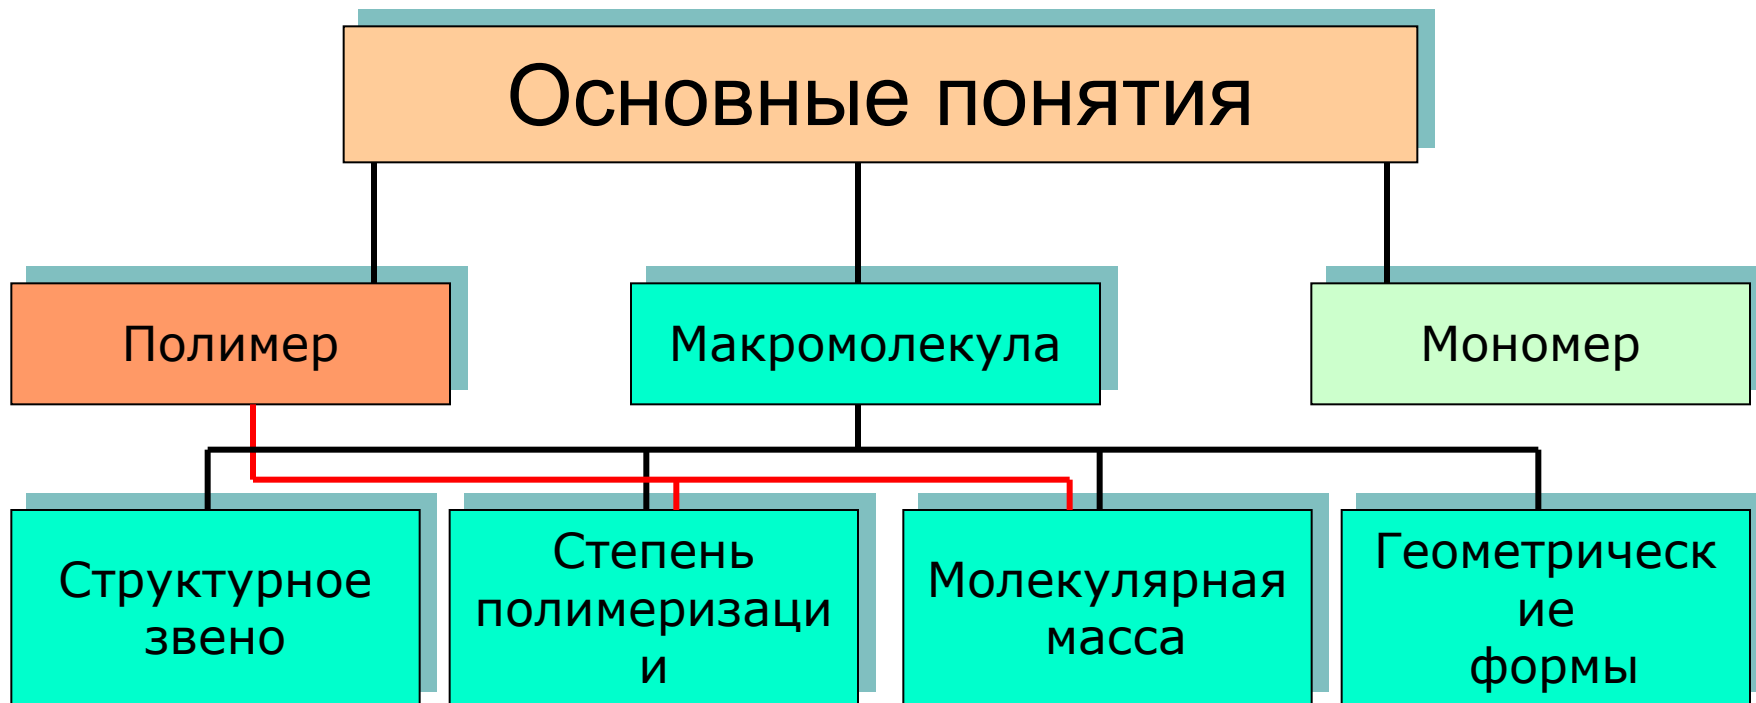 Основные понятия
Полимер
Макромолекула
Мономер
Структурное
звено
Степень
полимеризаци
и
Молекулярная
масса
Геометрическ
ие
формы